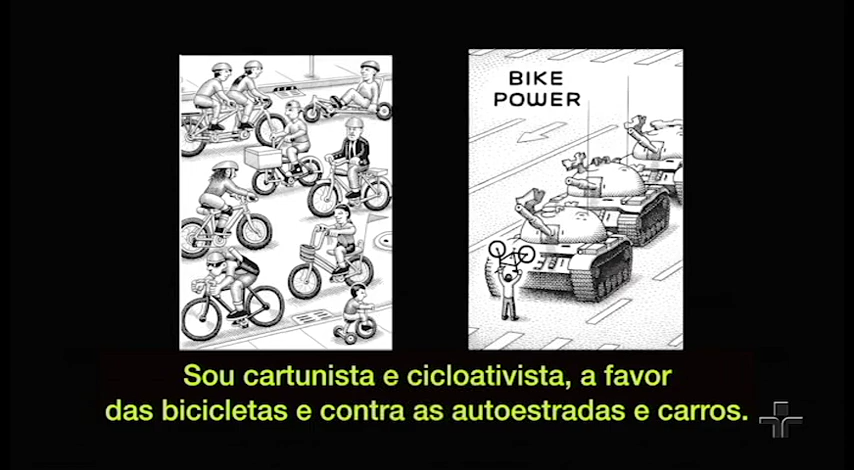 BIKE
POWER
Sou cartunista e cicloativista, a favor
das bicicletas e contra as autoestradas e carros.